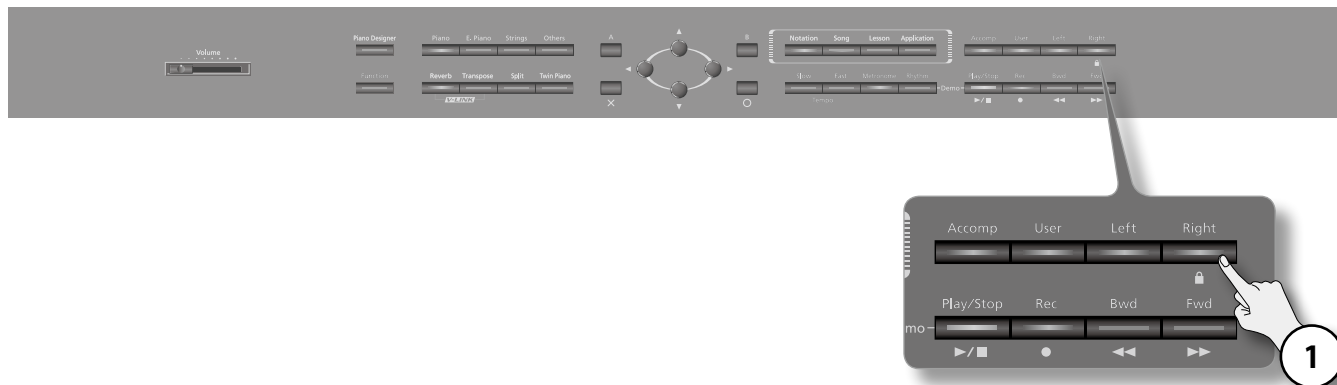 Volume
Piano Designer
Function
Piano E. Piano Strings Others
Reverb Transpose Split Twin Piano
V-LINK
A
B
Notation Song Lesson Application
Slow Fast Metronome Rhythm
Tempo
Accomp User Left Right
Demo Play/Stop Rec Bwd Fwd
Accomp User Left Right
Play/Stop Rec Bwd Fwd
mo
1